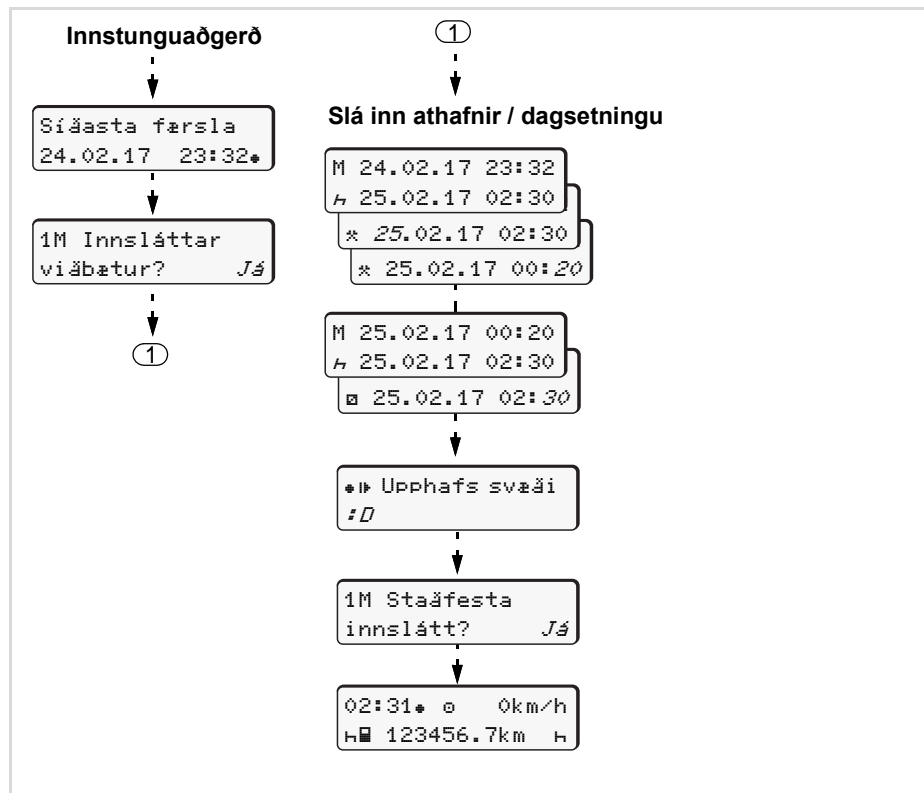 Innstunguaðgerð
Síðasta færsla
24.02.17 23:32
1M Innsláttar
viðbætur? Já
1
1
Slá inn athafnir / dagsetningu
M 24.02.17 23:32
25.02.17 02:30
25.02.17 02:30
25.02.17 00:20
M 25.02.17 00:20
25.02.17 02:30
25.02.17 02:30
Upphafs svæði
:D
1M Staðfesta
innslátt? Já
02:31 0km/h
123456.7km